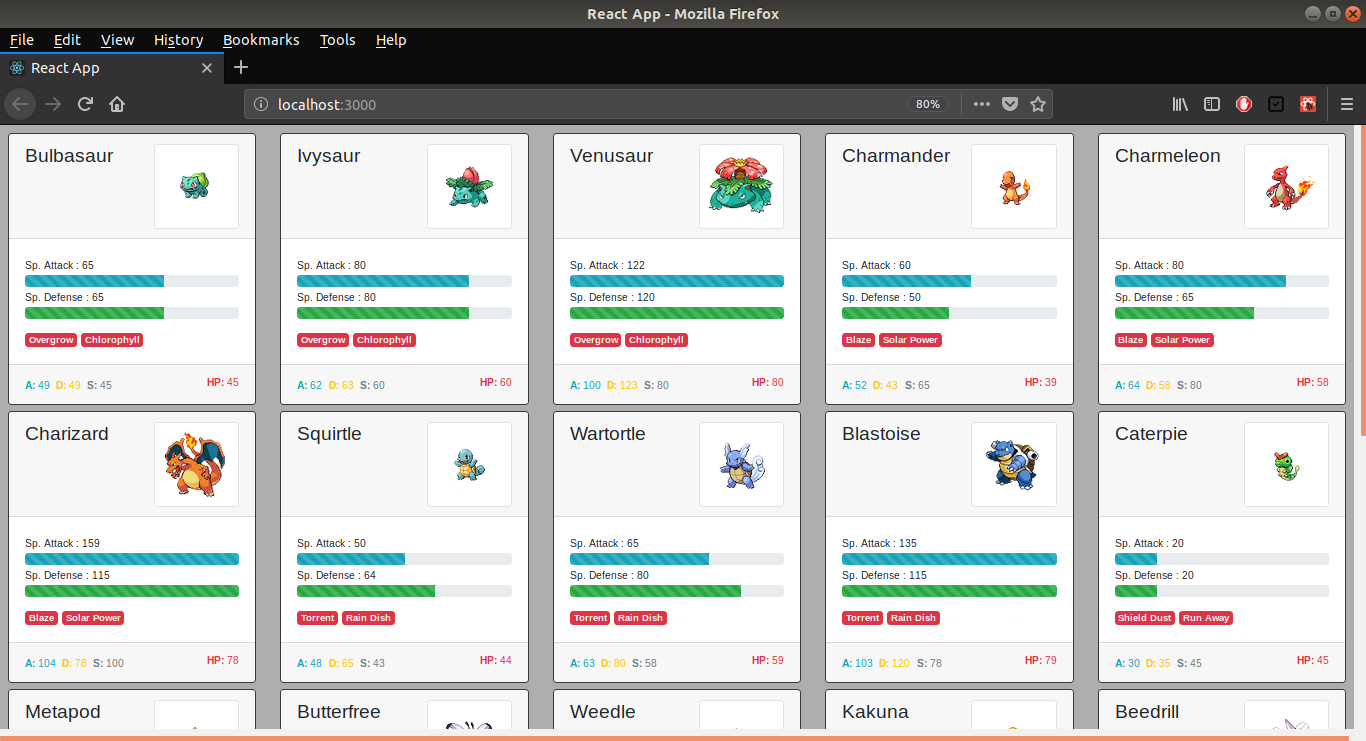 React App - Mozilla Firefox
File Edit View History Bookmarks Tools Help
React App
localhost:3000 80%
Bulbasaur
Sp. Attack : 65
Sp. Defense : 65
Overgrow Chlorophyll
A: 49 D: 49 S: 45 HP: 45
Ivysaur
Sp. Attack : 80
Sp. Defense : 80
Overgrow Chlorophyll
A: 62 D: 63 S: 60 HP: 60
Venusaur
Sp. Attack : 122
Sp. Defense : 120
Overgrow Chlorophyll
A: 100 D: 123 S: 80 HP: 80
Charmander
Sp. Attack : 60
Sp. Defense : 50
Blaze Solar Power
A: 52 D: 43 S: 65 HP: 39
Charmeleon
Sp. Attack : 80
Sp. Defense : 65
Blaze Solar Power
A: 64 D: 58 S: 80 HP: 58
Charizard
Sp. Attack : 159
Sp. Defense : 115
Blaze Solar Power
A: 104 D: 78 S: 100 HP: 78
Squirtle
Sp. Attack : 50
Sp. Defense : 64
Torrent Rain Dish
A: 48 D: 65 S: 43 HP: 44
Wartortle
Sp. Attack : 65
Sp. Defense : 80
Torrent Rain Dish
A: 63 D: 80 S: 58 HP: 59
Blastoise
Sp. Attack : 135
Sp. Defense : 115
Torrent Rain Dish
A: 103 D: 120 S: 78 HP: 79
Caterpie
Sp. Attack : 20
Sp. Defense : 20
Shield Dust Run Away
A: 30 D: 35 S: 45 HP: 45
Metapod
Butterfree
Weedle
Kakuna
Beedrill